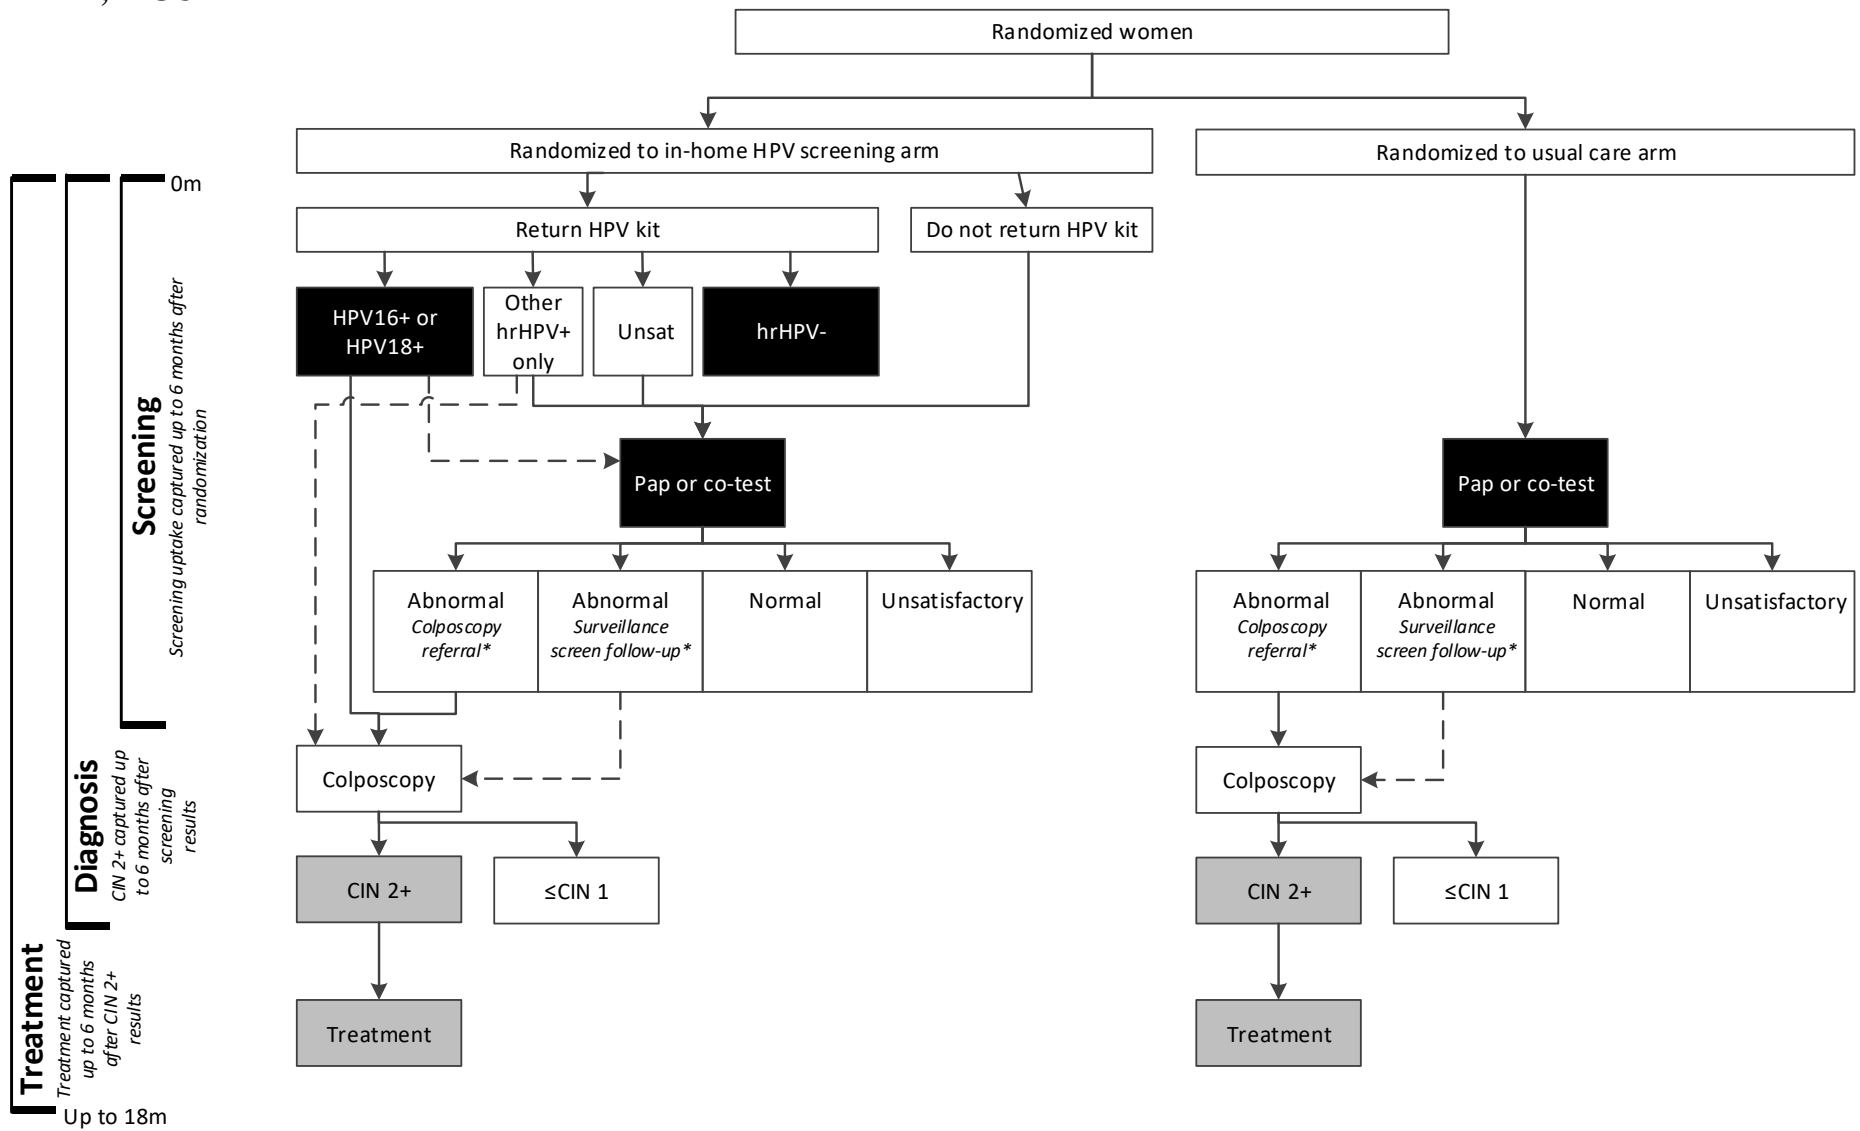 Randomized women
Randomized to in-home HPV screening arm
Randomized to usual care arm
0m
Return HPV kit
Do not return HPV kit
HPV16+ or
HPV18+
Other
hrHPV+
only
Unsat
hrHPV-
Screening
Screening uptake captured up to 6 months after
randomization
Pap or co-test
Pap or co-test
Abnormal
Colposcopy
referral*
Abnormal
Surveillance
screen follow-up*
Normal
Unsatisfactory
Abnormal
Colposcopy
referral*
Abnormal
Surveillance
screen follow-up*
Normal
Unsatisfactory
Diagnosis
CIN 2+ captured up
to 6 months after
screening
results
Colposcopy
Colposcopy
CIN 2+
≤CIN 1
CIN 2+
≤CIN 1
Treatment
Treatment captured
up to 6 months
after CIN 2+
results
Treatment
Treatment
Up to 18m